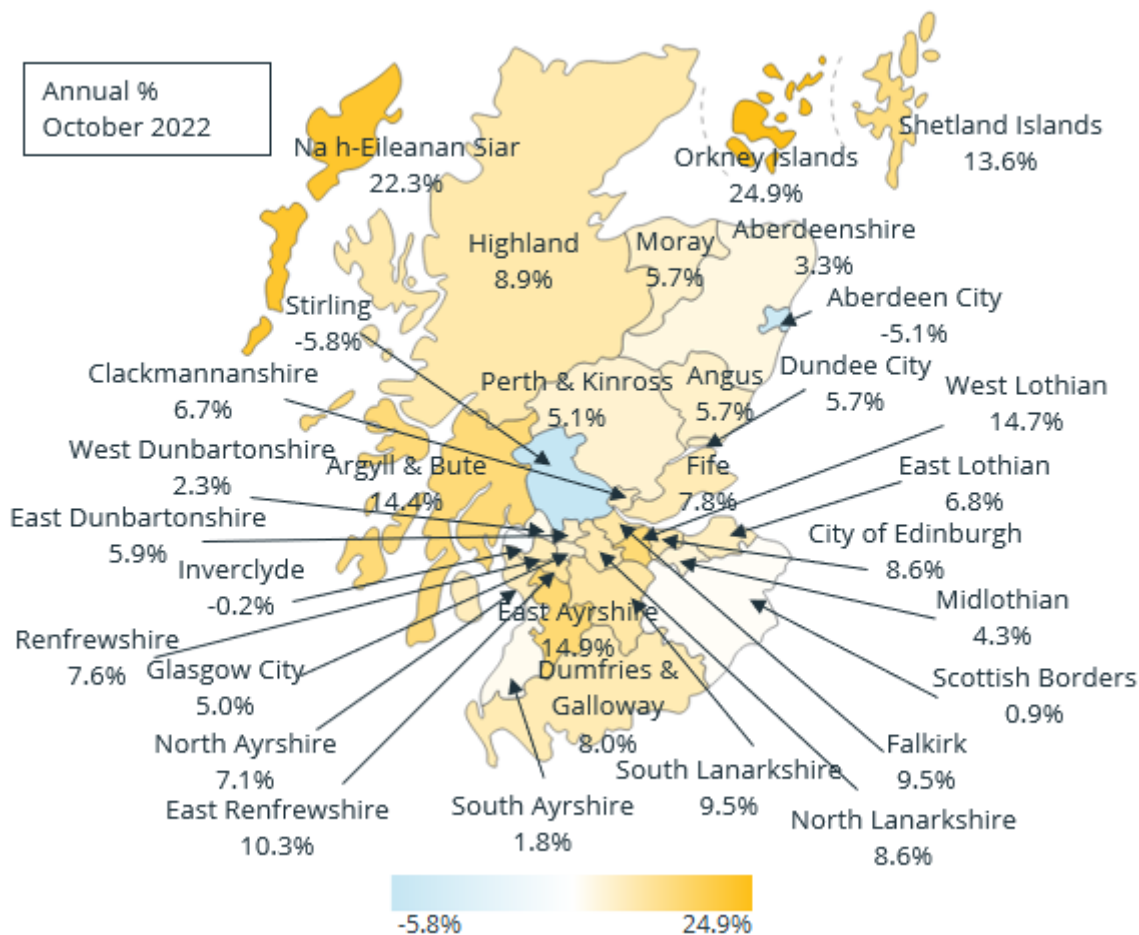 Annual %
October 2022
Na h-Eileanan Siar
22.3%
Orkney Islands
24.9%
Shetland Islands
13.6%
Highland
8.9%
Moray
5.7%
Aberdeenshire
3.3%
Stirling
-5.8%
Aberdeen City
-5.1%
Clackmannanshire
6.7%
Perth & Kinross
5.1%
Angus
5.7%
Dundee City
5.7%
West Lothian
14.7%
West Dunbartonshire
2.3%
Argyll & Bute
14.4%
Fife
7.8%
East Lothian
6.8%
East Dunbartonshire
5.9%
City of Edinburgh
8.6%
Inverclyde
-0.2%
East Ayrshire
14.9%
Midlothian
4.3%
Renfrewshire
7.6%
Glasgow City
5.0%
Dumfries &
Galloway
8.0%
Scottish Borders
0.9%
North Ayrshire
7.1%
South Lanarkshire
9.5%
Falkirk
9.5%
East Renfrewshire
10.3%
South Ayrshire
1.8%
North Lanarkshire
8.6%
-5.8%
24.9%